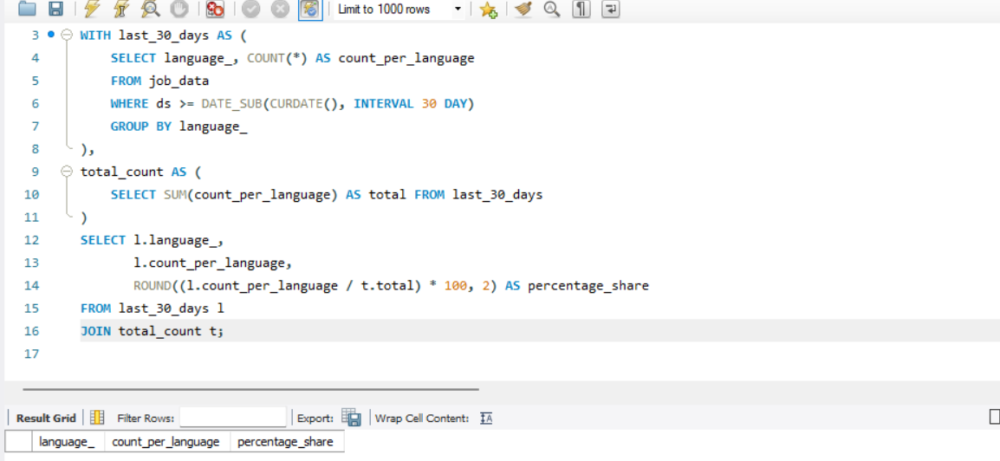 Limit to 1000 rows
3 WITH last_30_days AS (
4 SELECT language_, COUNT(*) AS count_per_language
5 FROM job_data
6 WHERE ds >= DATE_SUB(CURDATE(), INTERVAL 30 DAY)
7 GROUP BY language_
8 ),
9 total_count AS (
10 SELECT SUM(count_per_language) AS total FROM last_30_days
11 )
12 SELECT l.language_,
13 l.count_per_language,
14 ROUND((l.count_per_language / t.total) * 100, 2) AS percentage_share
15 FROM last_30_days l
16 JOIN total_count t;
17
Result Grid Filter Rows: Export: Wrap Cell Content:
language_ count_per_language percentage_share